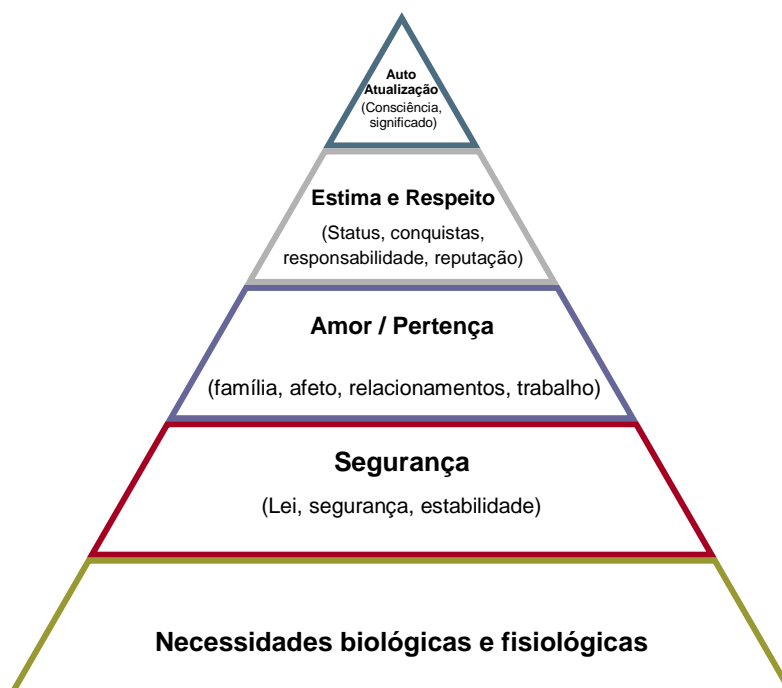 Auto
Atualização
(Consciência,
significado)
Estima e Respeito
(Status, conquistas,
responsabilidade, reputação)
Amor / Pertença
(família, afeto, relacionamentos, trabalho)
Segurança
(Lei, segurança, estabilidade)
Necessidades biológicas e fisiológicas